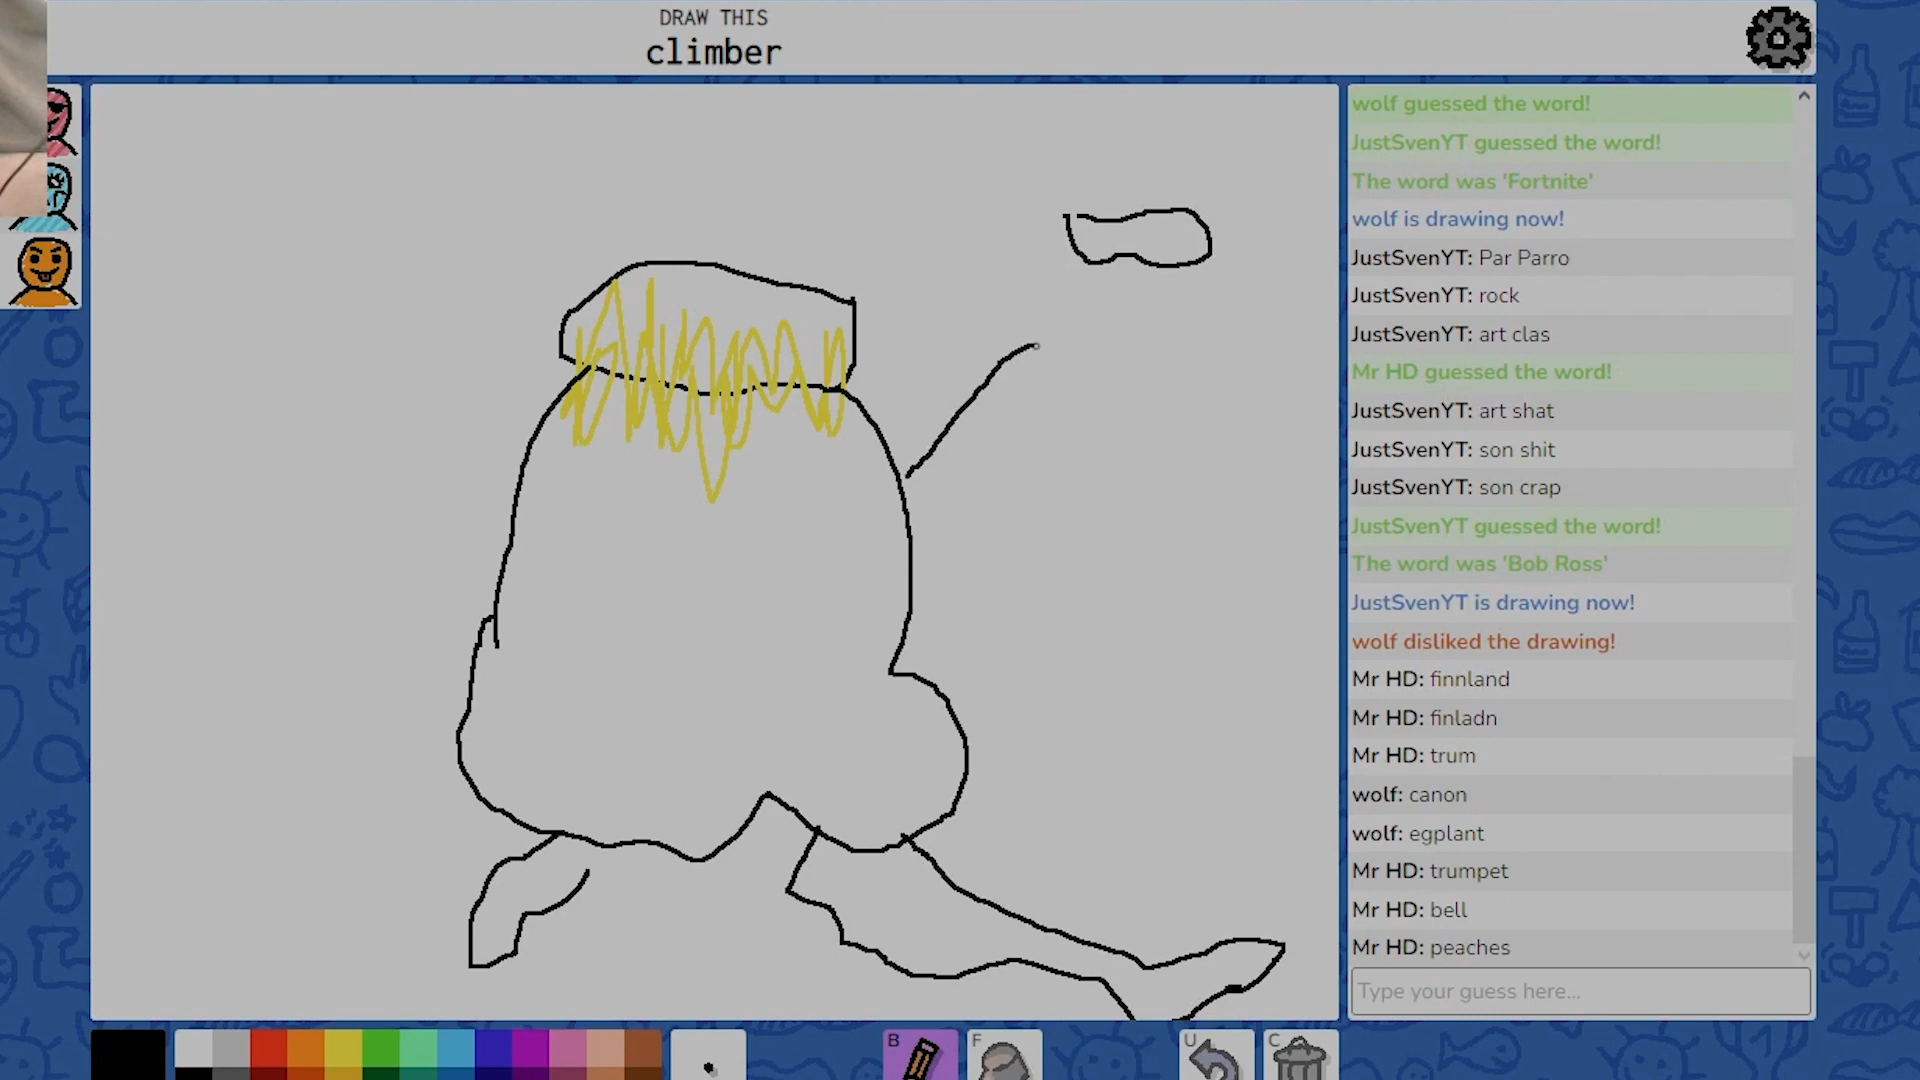 DRAW THIS
climber
wolf guessed the word!
JustSvenYT guessed the word!
The word was 'Fortnite'
wolf is drawing now!
JustSvenYT: Par Parro
JustSvenYT: rock
JustSvenYT: art clas
Mr HD guessed the word!
JustSvenYT: art shat
JustSvenYT: son shit
JustSvenYT: son crap
JustSvenYT guessed the word!
The word was 'Bob Ross'
JustSvenYT is drawing now!
wolf disliked the drawing!
Mr HD: finnland
Mr HD: finladn
Mr HD: trum
wolf: canon
wolf: egplant
Mr HD: trumpet
Mr HD: bell
Mr HD: peaches
Type your guess here...
B F U C